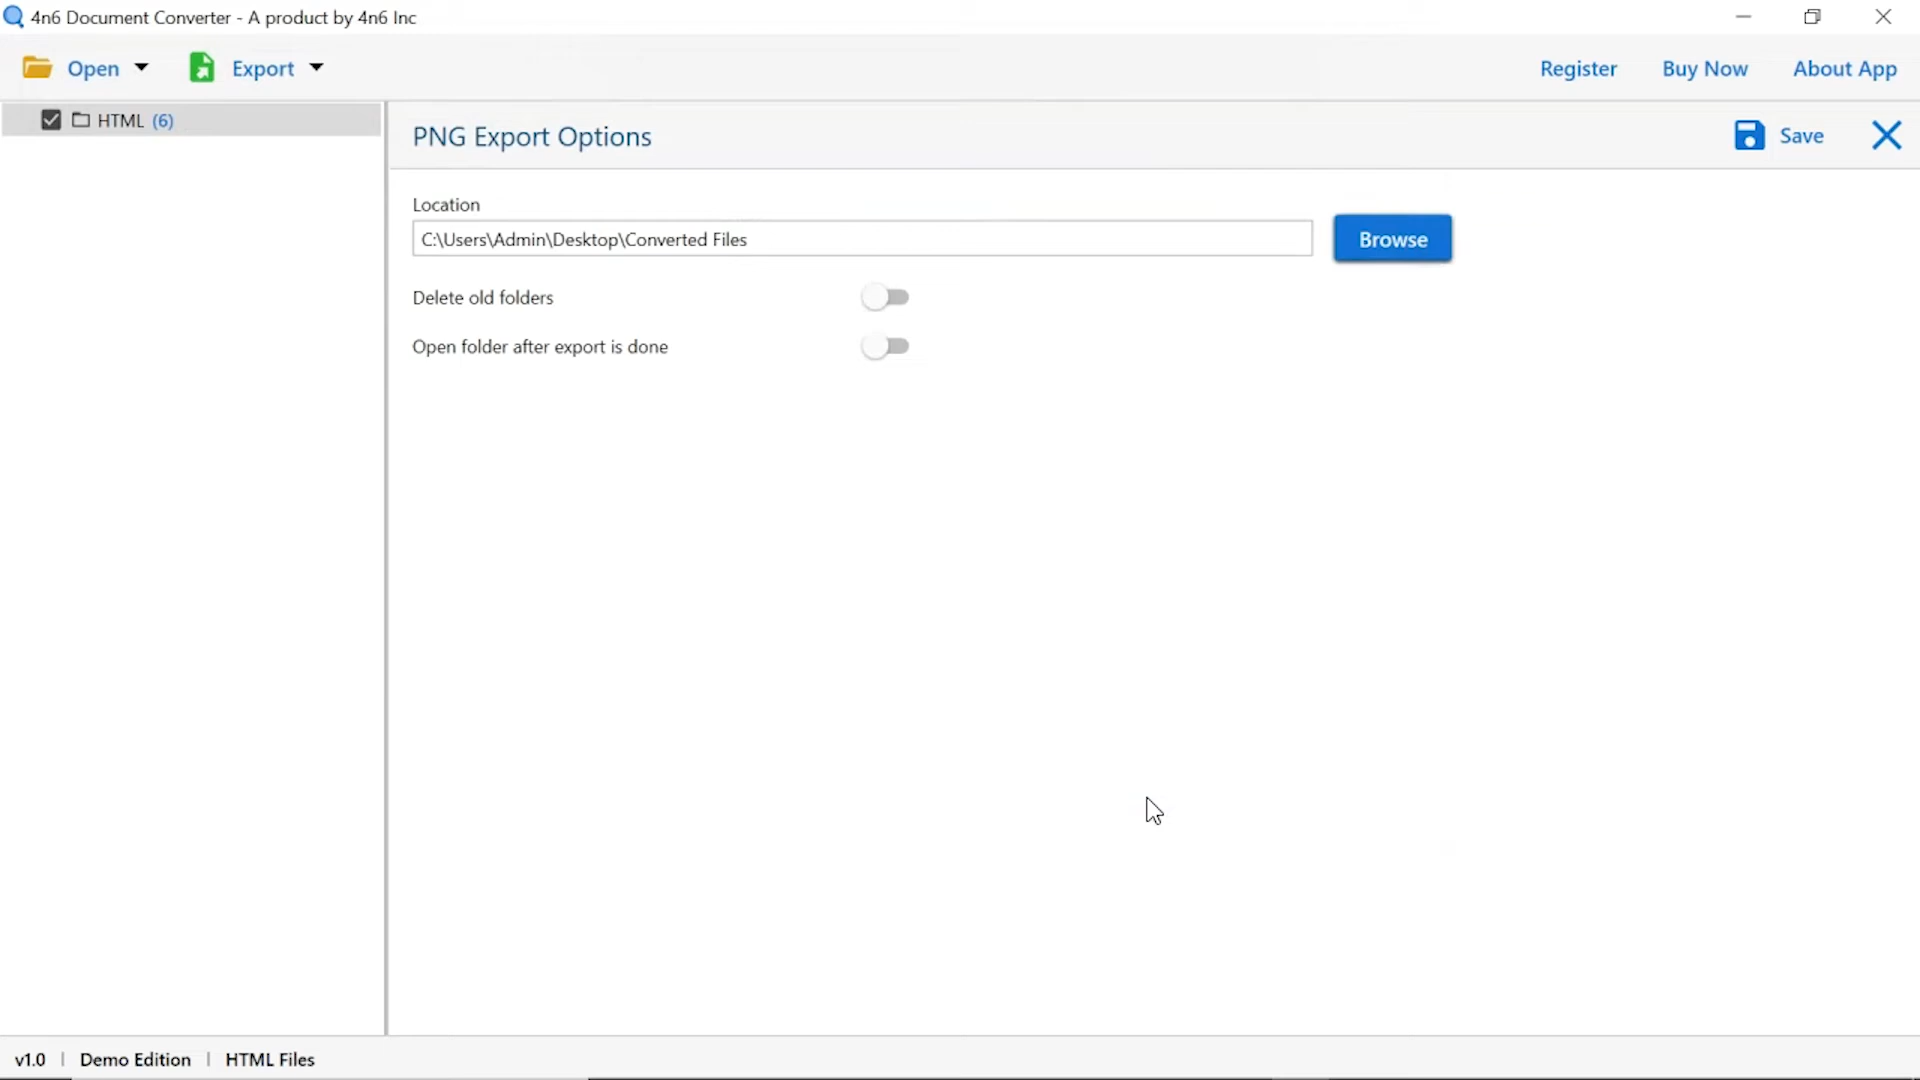 4n6 Document Converter - A product by 4n6 Inc
Open Export Register Buy Now About App
HTML (6)
PNG Export Options Save
Location
C:\Users\Admin\Desktop\Converted Files Browse
Delete old folders
Open folder after export is done
v1.0 | Demo Edition | HTML Files